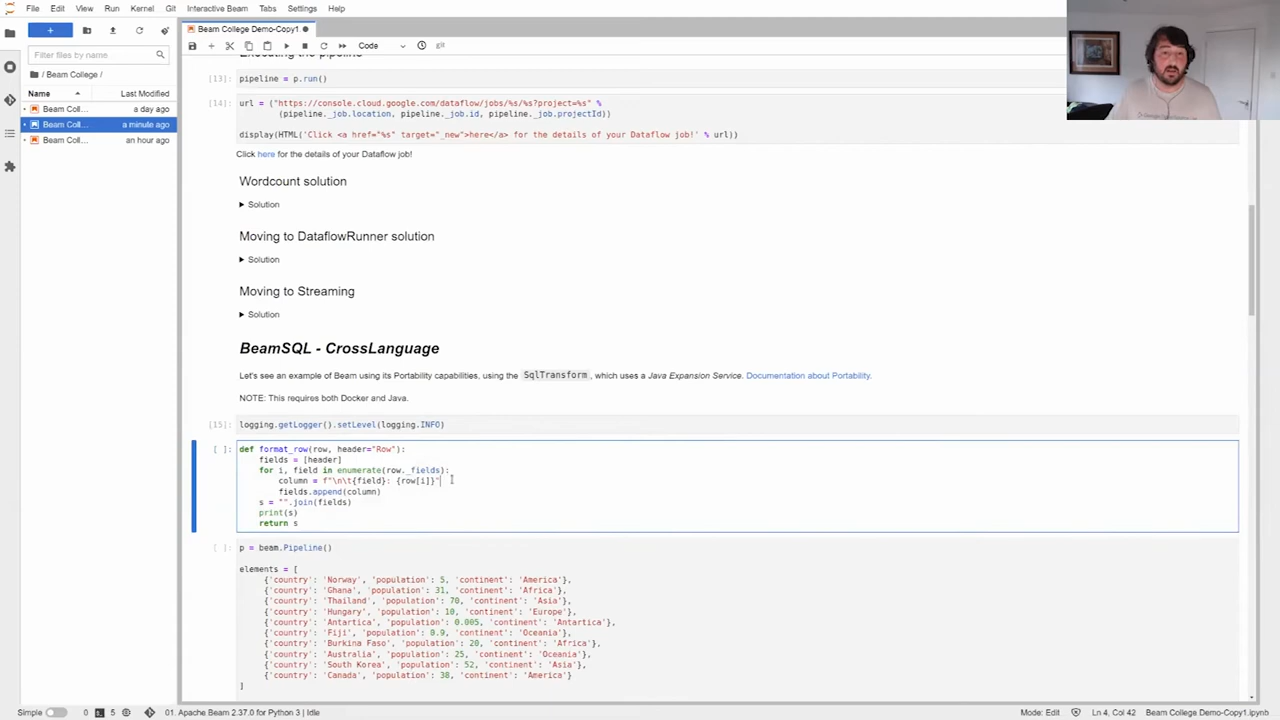 File Edit View Run Kernel Git Interactive Beam Tabs Settings Help
Filter files by name
/ Beam College /
Name Last Modified
Beam Coll... a day ago
Beam Coll... a minute ago
Beam Coll... an hour ago
Beam College Demo-Copy1
Code git
Executing the pipeline
[13]: pipeline = p.run()
[14]: url = ("https://console.cloud.google.com/dataflow/jobs/%s/%s?project=%s" %
(pipeline._job.location, pipeline._job.id, pipeline._job.projectId))
display(HTML('Click <a href="%s" target="_new">here</a> for the details of your Dataflow job!' % url))
Click here for the details of your Dataflow job!
Wordcount solution
Solution
Moving to DataflowRunner solution
Solution
Moving to Streaming
Solution
BeamSQL - CrossLanguage
Let's see an example of Beam using its Portability capabilities, using the SqlTransform, which uses a Java Expansion Service. Documentation about Portability.
NOTE: This requires both Docker and Java.
[15]: logging.getLogger().setLevel(logging.INFO)
[ ]: def format_row(row, header="Row"):
fields = [header]
for i, field in enumerate(row._fields):
column = f"\n\t{field}: {row[i]}"
fields.append(column)
s = "".join(fields)
print(s)
return s
[ ]: p = beam.Pipeline()
elements = [
{'country': 'Norway', 'population': 5, 'continent': 'America'},
{'country': 'Ghana', 'population': 31, 'continent': 'Africa'},
{'country': 'Thailand', 'population': 70, 'continent': 'Asia'},
{'country': 'Hungary', 'population': 10, 'continent': 'Europe'},
{'country': 'Antartica', 'population': 0.005, 'continent': 'Antartica'},
{'country': 'Fiji', 'population': 0.9, 'continent': 'Oceania'},
{'country': 'Burkina Faso', 'population': 20, 'continent': 'Africa'},
{'country': 'Australia', 'population': 25, 'continent': 'Oceania'},
{'country': 'South Korea', 'population': 52, 'continent': 'Asia'},
{'country': 'Canada', 'population': 38, 'continent': 'America'}
]
Simple 0 5 01. Apache Beam 2.37.0 for Python 3 | Idle Mode: Edit Ln 4, Col 42 Beam College Demo-Copy1.ipynb